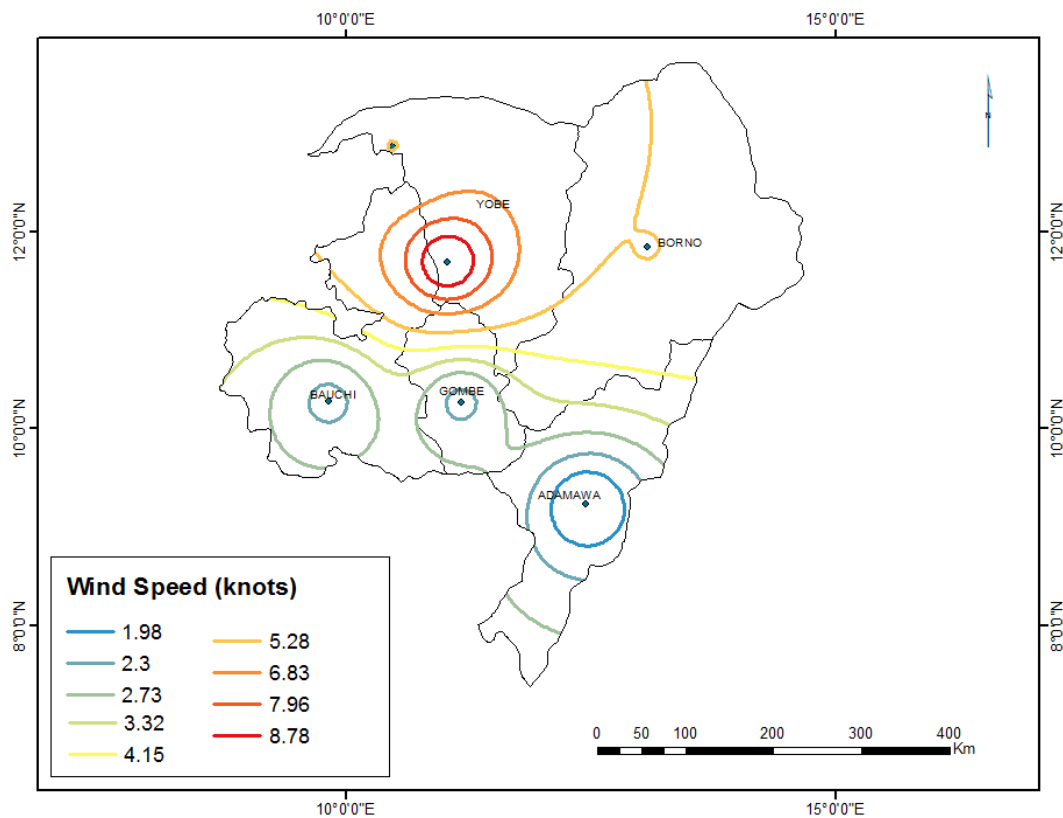 10°0'0"E 15°0'0"E
12°0'0"N 12°0'0"N
10°0'0"N 10°0'0"N
8°0'0"N 8°0'0"N
N
YOBE
BORNO
BAUCHI
GOMBE
ADAMAWA
Wind Speed (knots)
1.98
2.3
2.73
3.32
4.15
5.28
6.83
7.96
8.78
0 50 100 200 300 400
Km
10°0'0"E 15°0'0"E